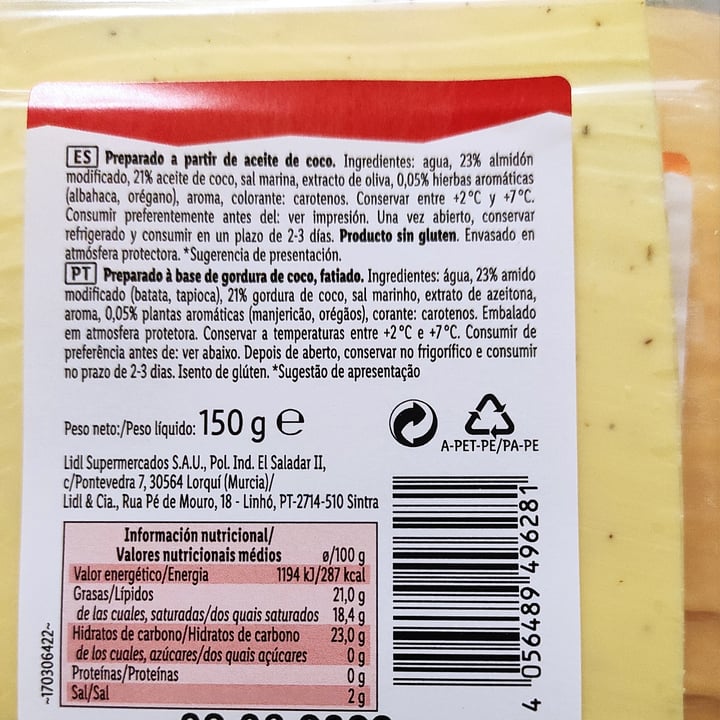 ES Preparado a partir de aceite de coco. Ingredientes: agua, 23% almidón
modificado, 21% aceite de coco, sal marina, extracto de oliva, 0,05% hierbas aromáticas
(albahaca, orégano), aroma, colorante: carotenos. Conservar entre +2°C y +7°C.
Consumir preferentemente antes del: ver impresión. Una vez abierto, conservar
refrigerado y consumir en un plazo de 2-3 días. Producto sin gluten. Envasado en
atmósfera protectora. *Sugerencia de presentación.
PT Preparado à base de gordura de coco, fatiado. Ingredientes: água, 23% amido
modificado (batata, tapioca), 21% gordura de coco, sal marinho, extrato de azeitona,
aroma, 0,05% plantas aromáticas (manjericão, orégãos), corante: carotenos. Embalado
em atmosfera protetora. Conservar a temperaturas entre +2°C e +7°C. Consumir de
preferência antes de: ver abaixo. Depois de aberto, conservar no frigorífico e consumir
no prazo de 2-3 dias. Isento de glúten. *Sugestão de apresentação
Peso neto:/Peso líquido: 150 g ℮
A-PET-PE/PA-PE
Lidl Supermercados S.A.U., Pol. Ind. El Saladar II,
c/Pontevedra 7, 30564 Lorquí (Murcia)/
Lidl & Cia., Rua Pé de Mouro, 18 - Linhó, PT-2714-510 Sintra
Información nutricional/
Valores nutricionais médios ø/100 g
Valor energético/Energia 1194 kJ/287 kcal
Grasas/Lípidos 21,0 g
de las cuales, saturadas/dos quais saturados 18,4 g
Hidratos de carbono/Hidratos de carbono 23,0 g
de los cuales, azúcares/dos quais açúcares 0 g
Proteínas/Proteínas 0 g
Sal/Sal 2 g
~170306422~
4 056489 496281